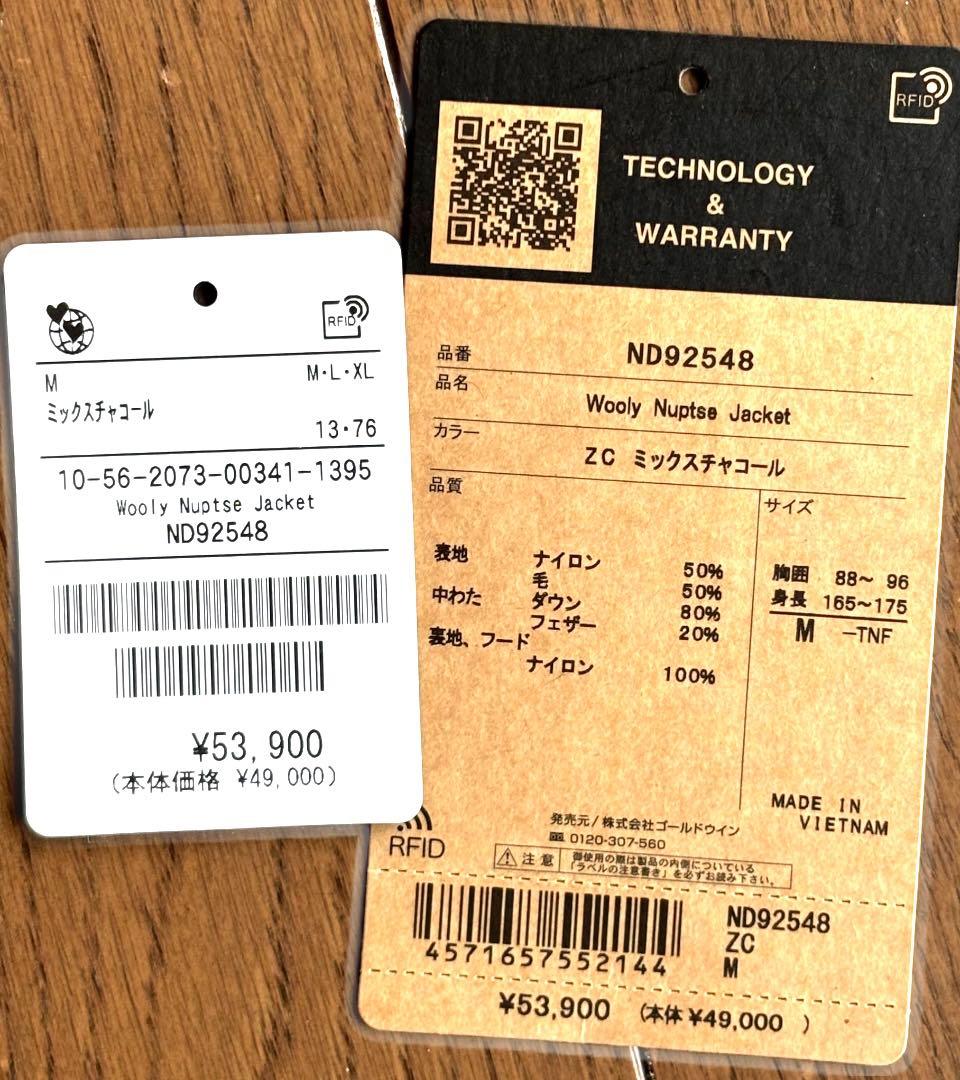 RFID
M
M・L・XL
ミックスチャコール
13・76
10-56-2073-00341-1395
Wooly Nuptse Jacket
ND92548
¥53,900
(本体価格 ¥49,000)
RFID
TECHNOLOGY
&
WARRANTY
品番 ND92548
品名 Wooly Nuptse Jacket
カラー ZC ミックスチャコール
品質
サイズ
表地 ナイロン 50%
毛 50%
中わた ダウン 80%
フェザー 20%
裏地、フード
ナイロン 100%
胸囲 88～ 96
身長 165～175
M -TNF
MADE IN
VIETNAM
RFID
発売元/株式会社ゴールドウイン
0120-307-560
注意 御使用の際は製品の内側についている
「ラベルの注意書き」を必ずお読み下さい。
4571657552144
ND92548
ZC
M
¥53,900 (本体 ¥49,000 )